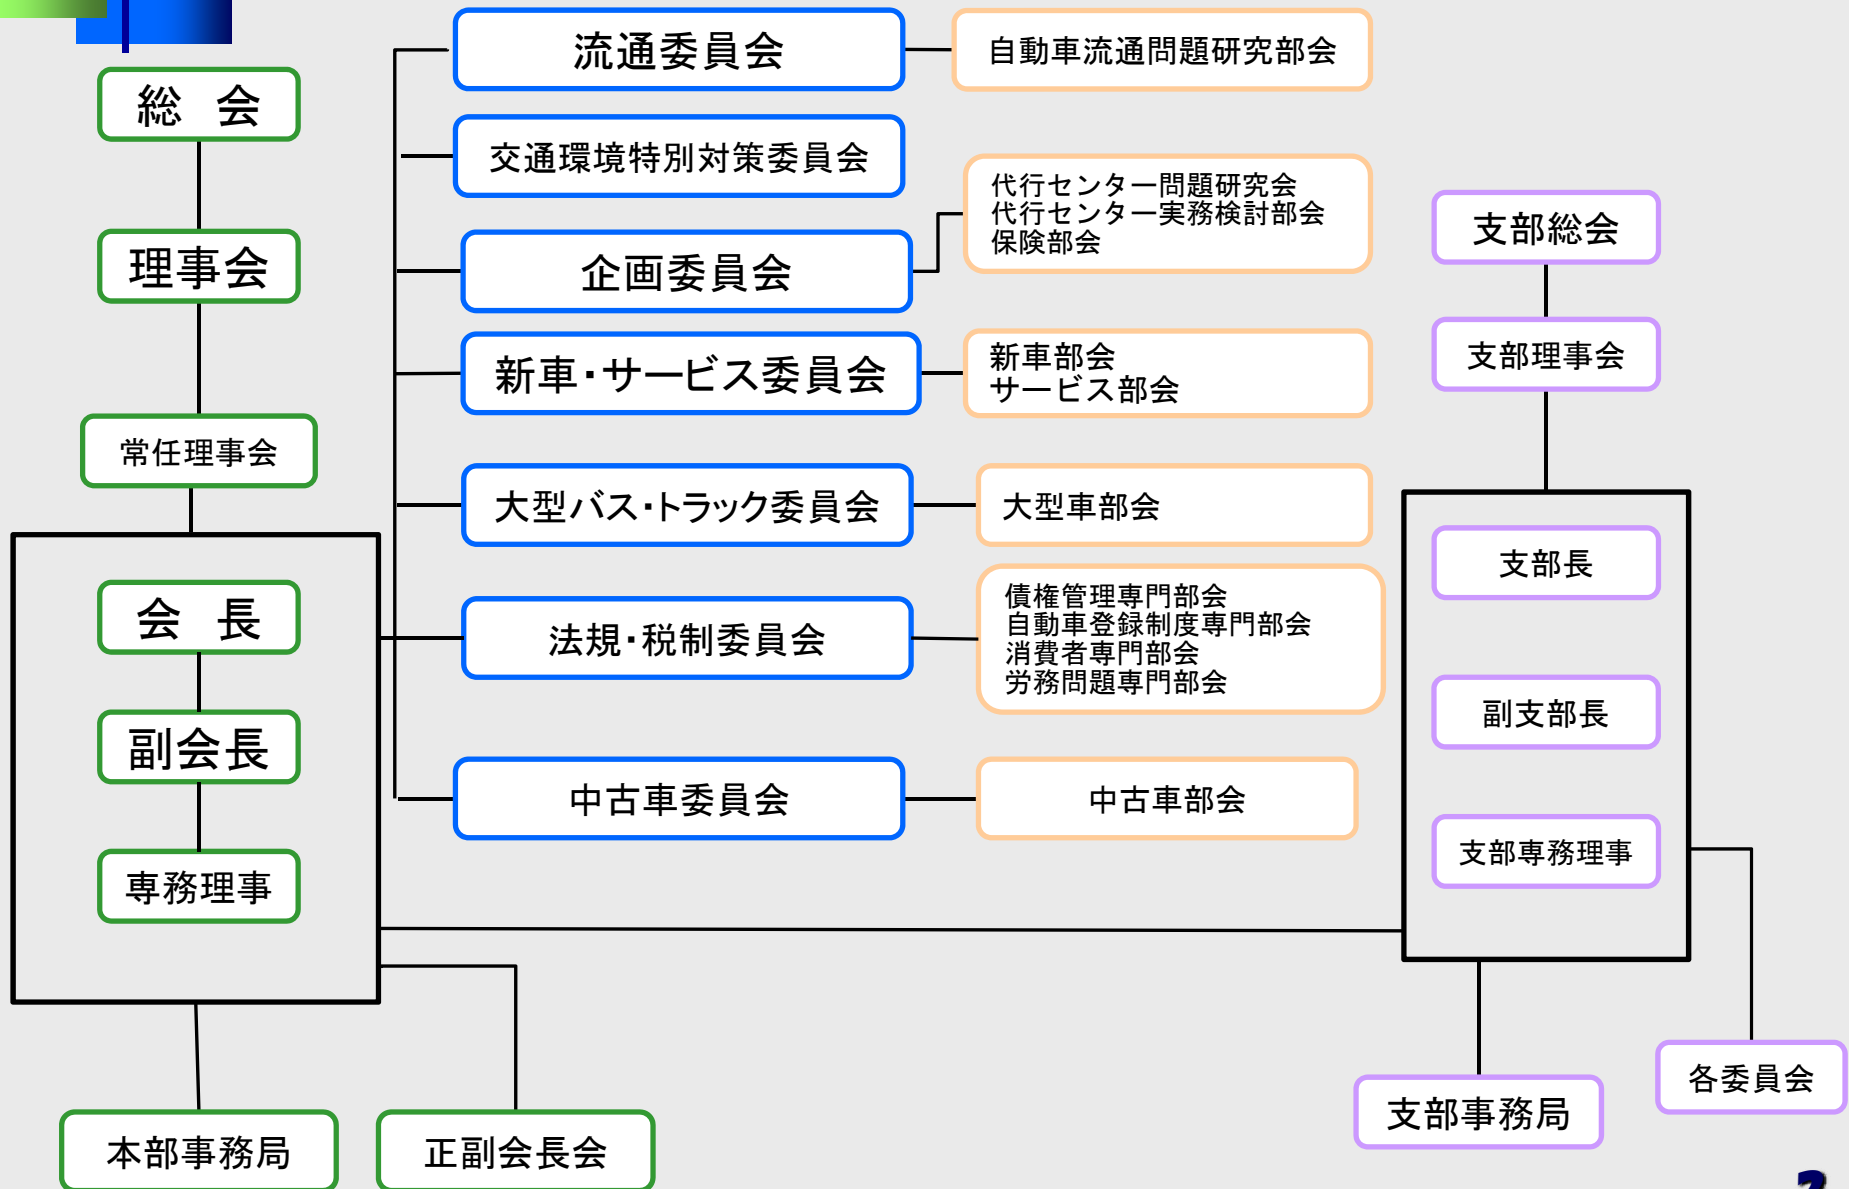 総　会
理事会
常任理事会
会　長
副会長
専務理事
本部事務局
正副会長会
流通委員会
自動車流通問題研究部会
交通環境特別対策委員会
企画委員会
代行センター問題研究会
代行センター実務検討部会
保険部会
新車・サービス委員会
新車部会
サービス部会
大型バス・トラック委員会
大型車部会
法規・税制委員会
債権管理専門部会
自動車登録制度専門部会
消費者専門部会
労務問題専門部会
中古車委員会
中古車部会
支部総会
支部理事会
支部長
副支部長
支部専務理事
支部事務局
各委員会